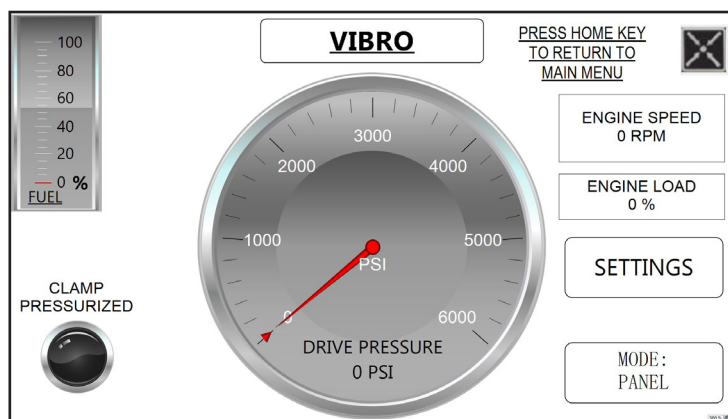 VIBRO
PRESS HOME KEY
TO RETURN TO
MAIN MENU
100
80
60
40
20
0 %
FUEL
0
1000
2000
3000
4000
5000
6000
PSI
DRIVE PRESSURE
0 PSI
ENGINE SPEED
0 RPM
ENGINE LOAD
0 %
SETTINGS
CLAMP
PRESSURIZED
MODE:
PANEL